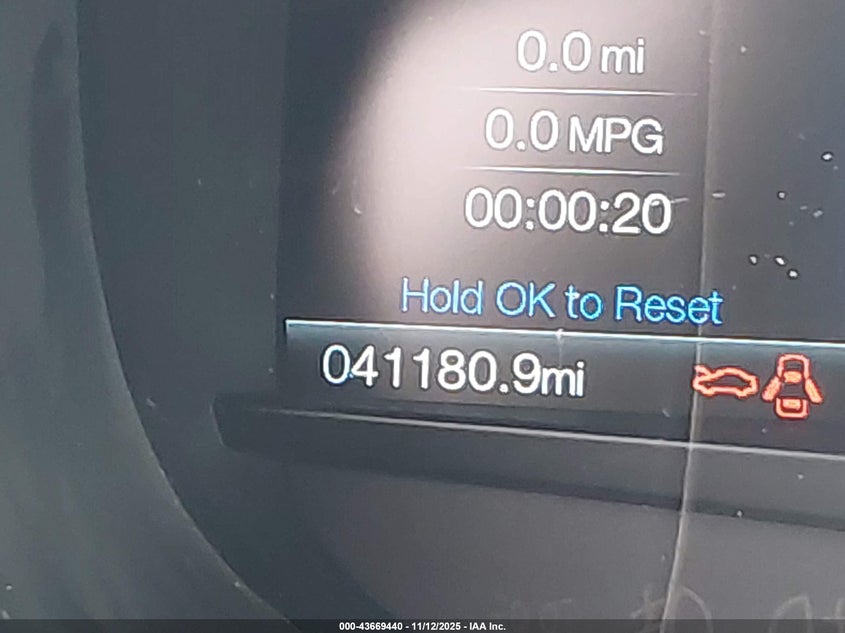 0.0 mi
0.0 MPG
00:00:20
Hold OK to Reset
041180.9mi
000-43669440 - 11/12/2025 - IAA Inc.